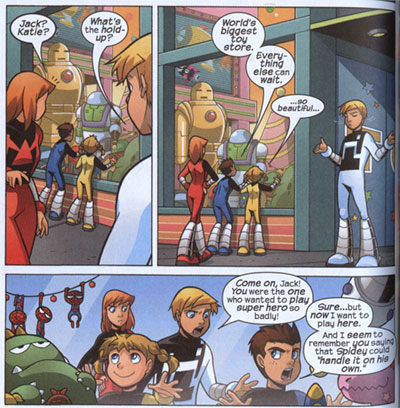 Jack?
Katie?
What's
the hold-
up?
World's
biggest
toy
store.
Every-
thing
else can
wait.
...so
beautiful...
Come on, Jack!
You were the one
who wanted to play
super hero so
badly!
Sure...but
now I want to
play here.
And I seem to
remember you saying
that Spidey could
"handle it on his
own."